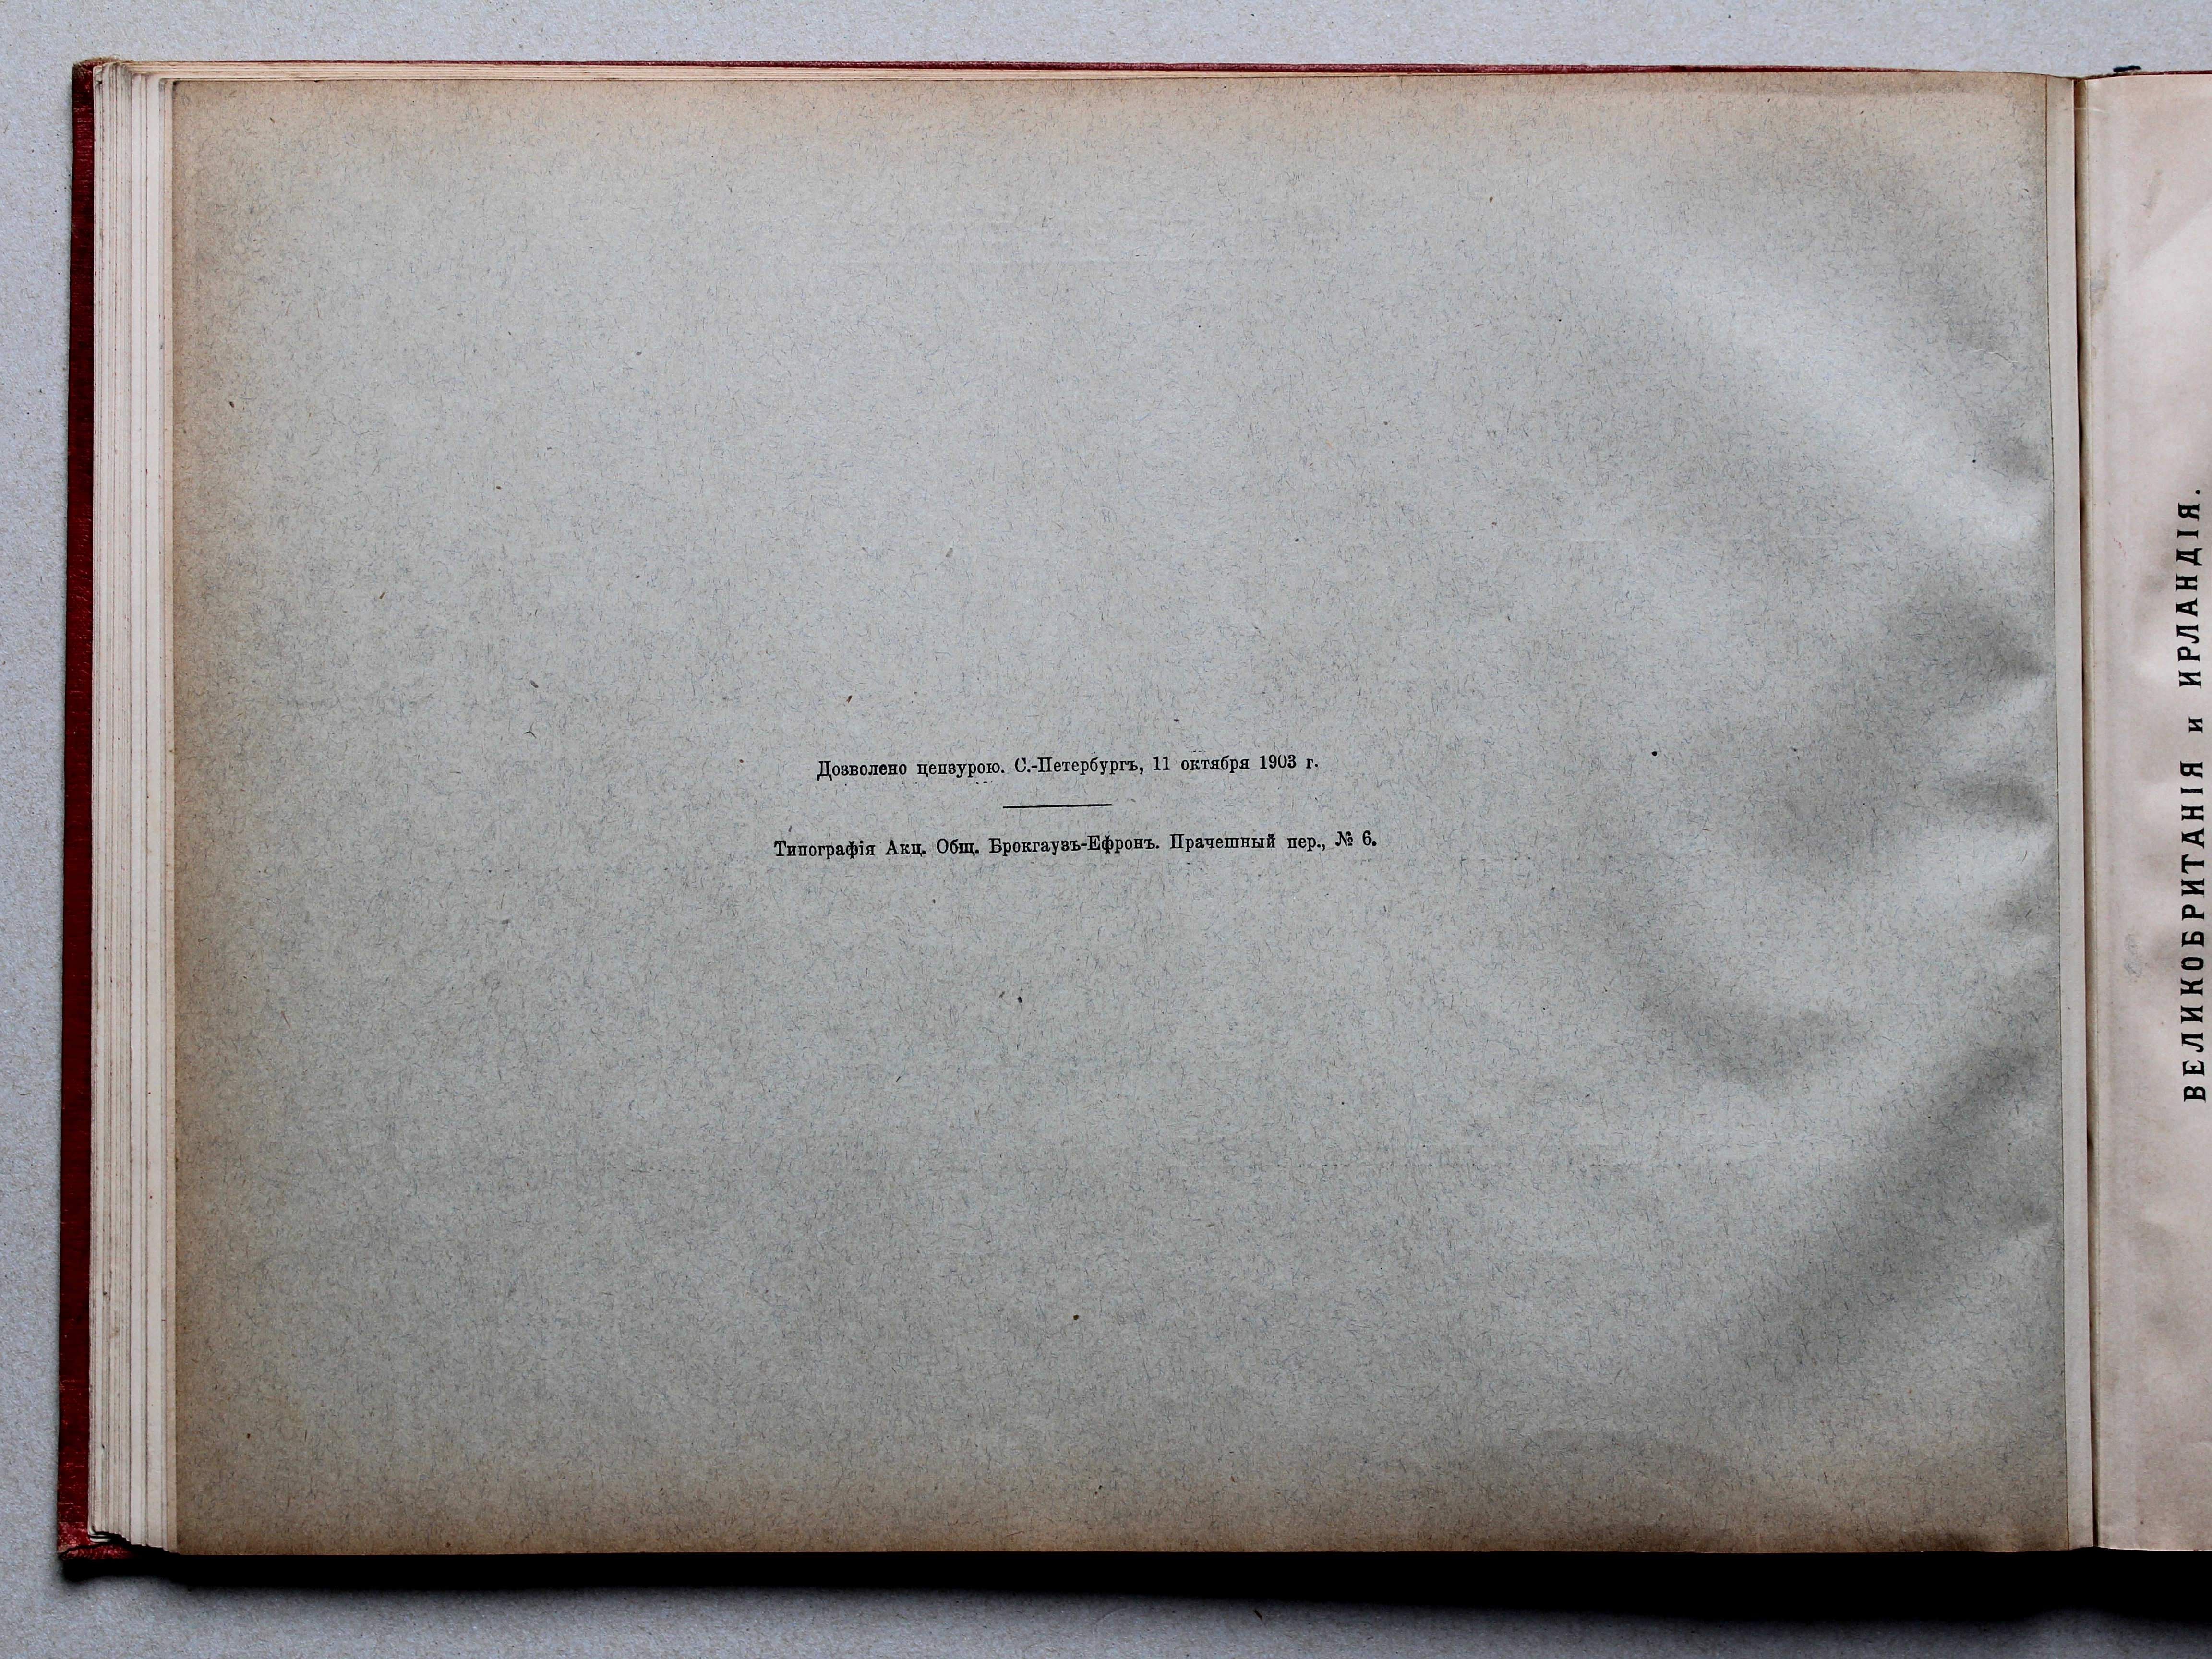 Дозволено цензурою. С.-Петербургъ, 11 октября 1903 г.
Типографія Акц. Общ. Брокгаузъ-Ефронъ. Прачешный пер., № 6.
ВЕЛИКОБРИТАНІЯ и ИРЛАНДІЯ.